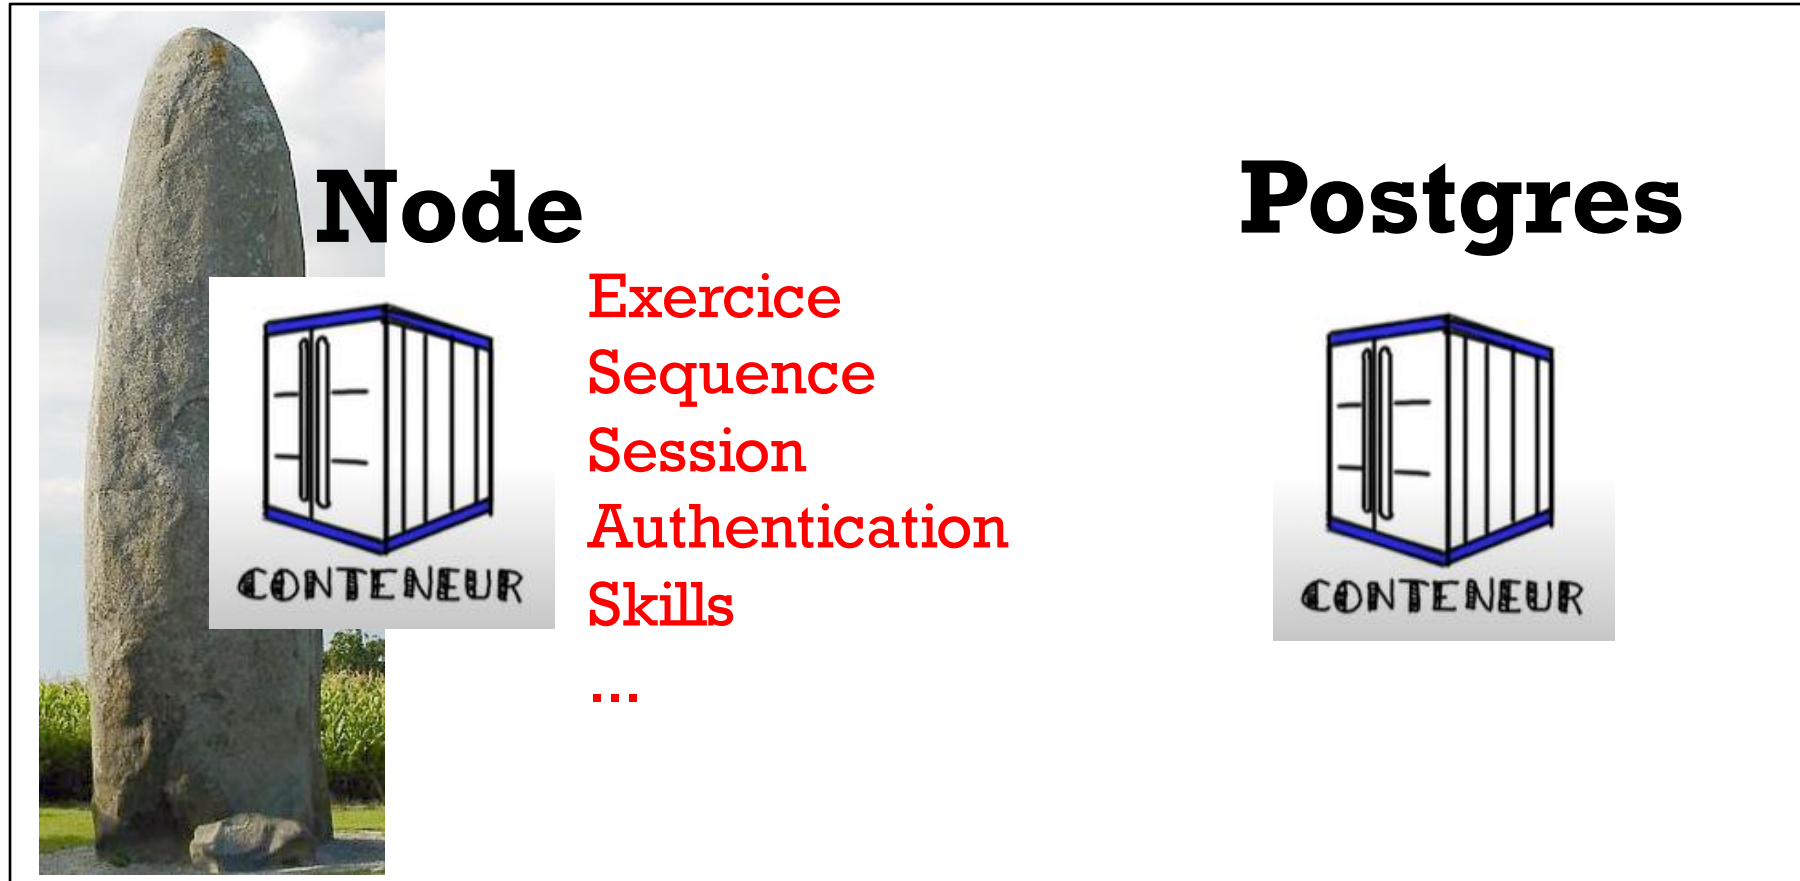 Node
Exercice
Sequence
Session
Authentication
Skills
...
CONTENEUR
Postgres
CONTENEUR